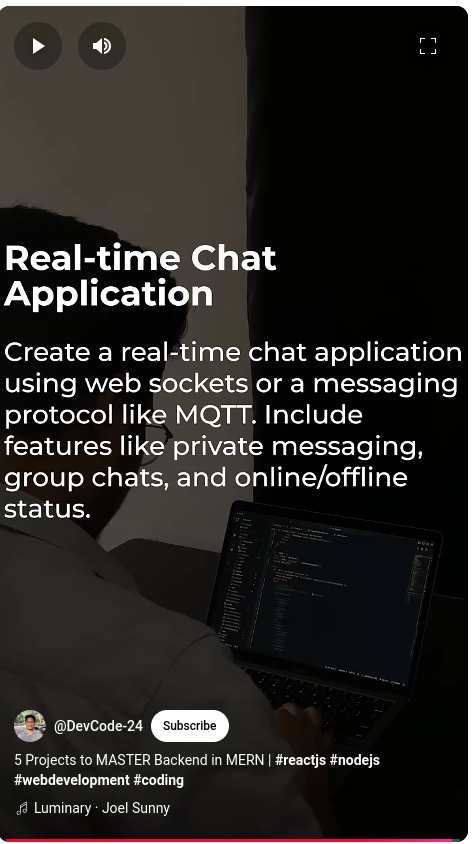 Real-time Chat
Application
Create a real-time chat application
using web sockets or a messaging
protocol like MQTT. Include
features like private messaging,
group chats, and online/offline
status.
@DevCode-24 Subscribe
5 Projects to MASTER Backend in MERN | #reactjs #nodejs
#webdevelopment #coding
Luminary · Joel Sunny